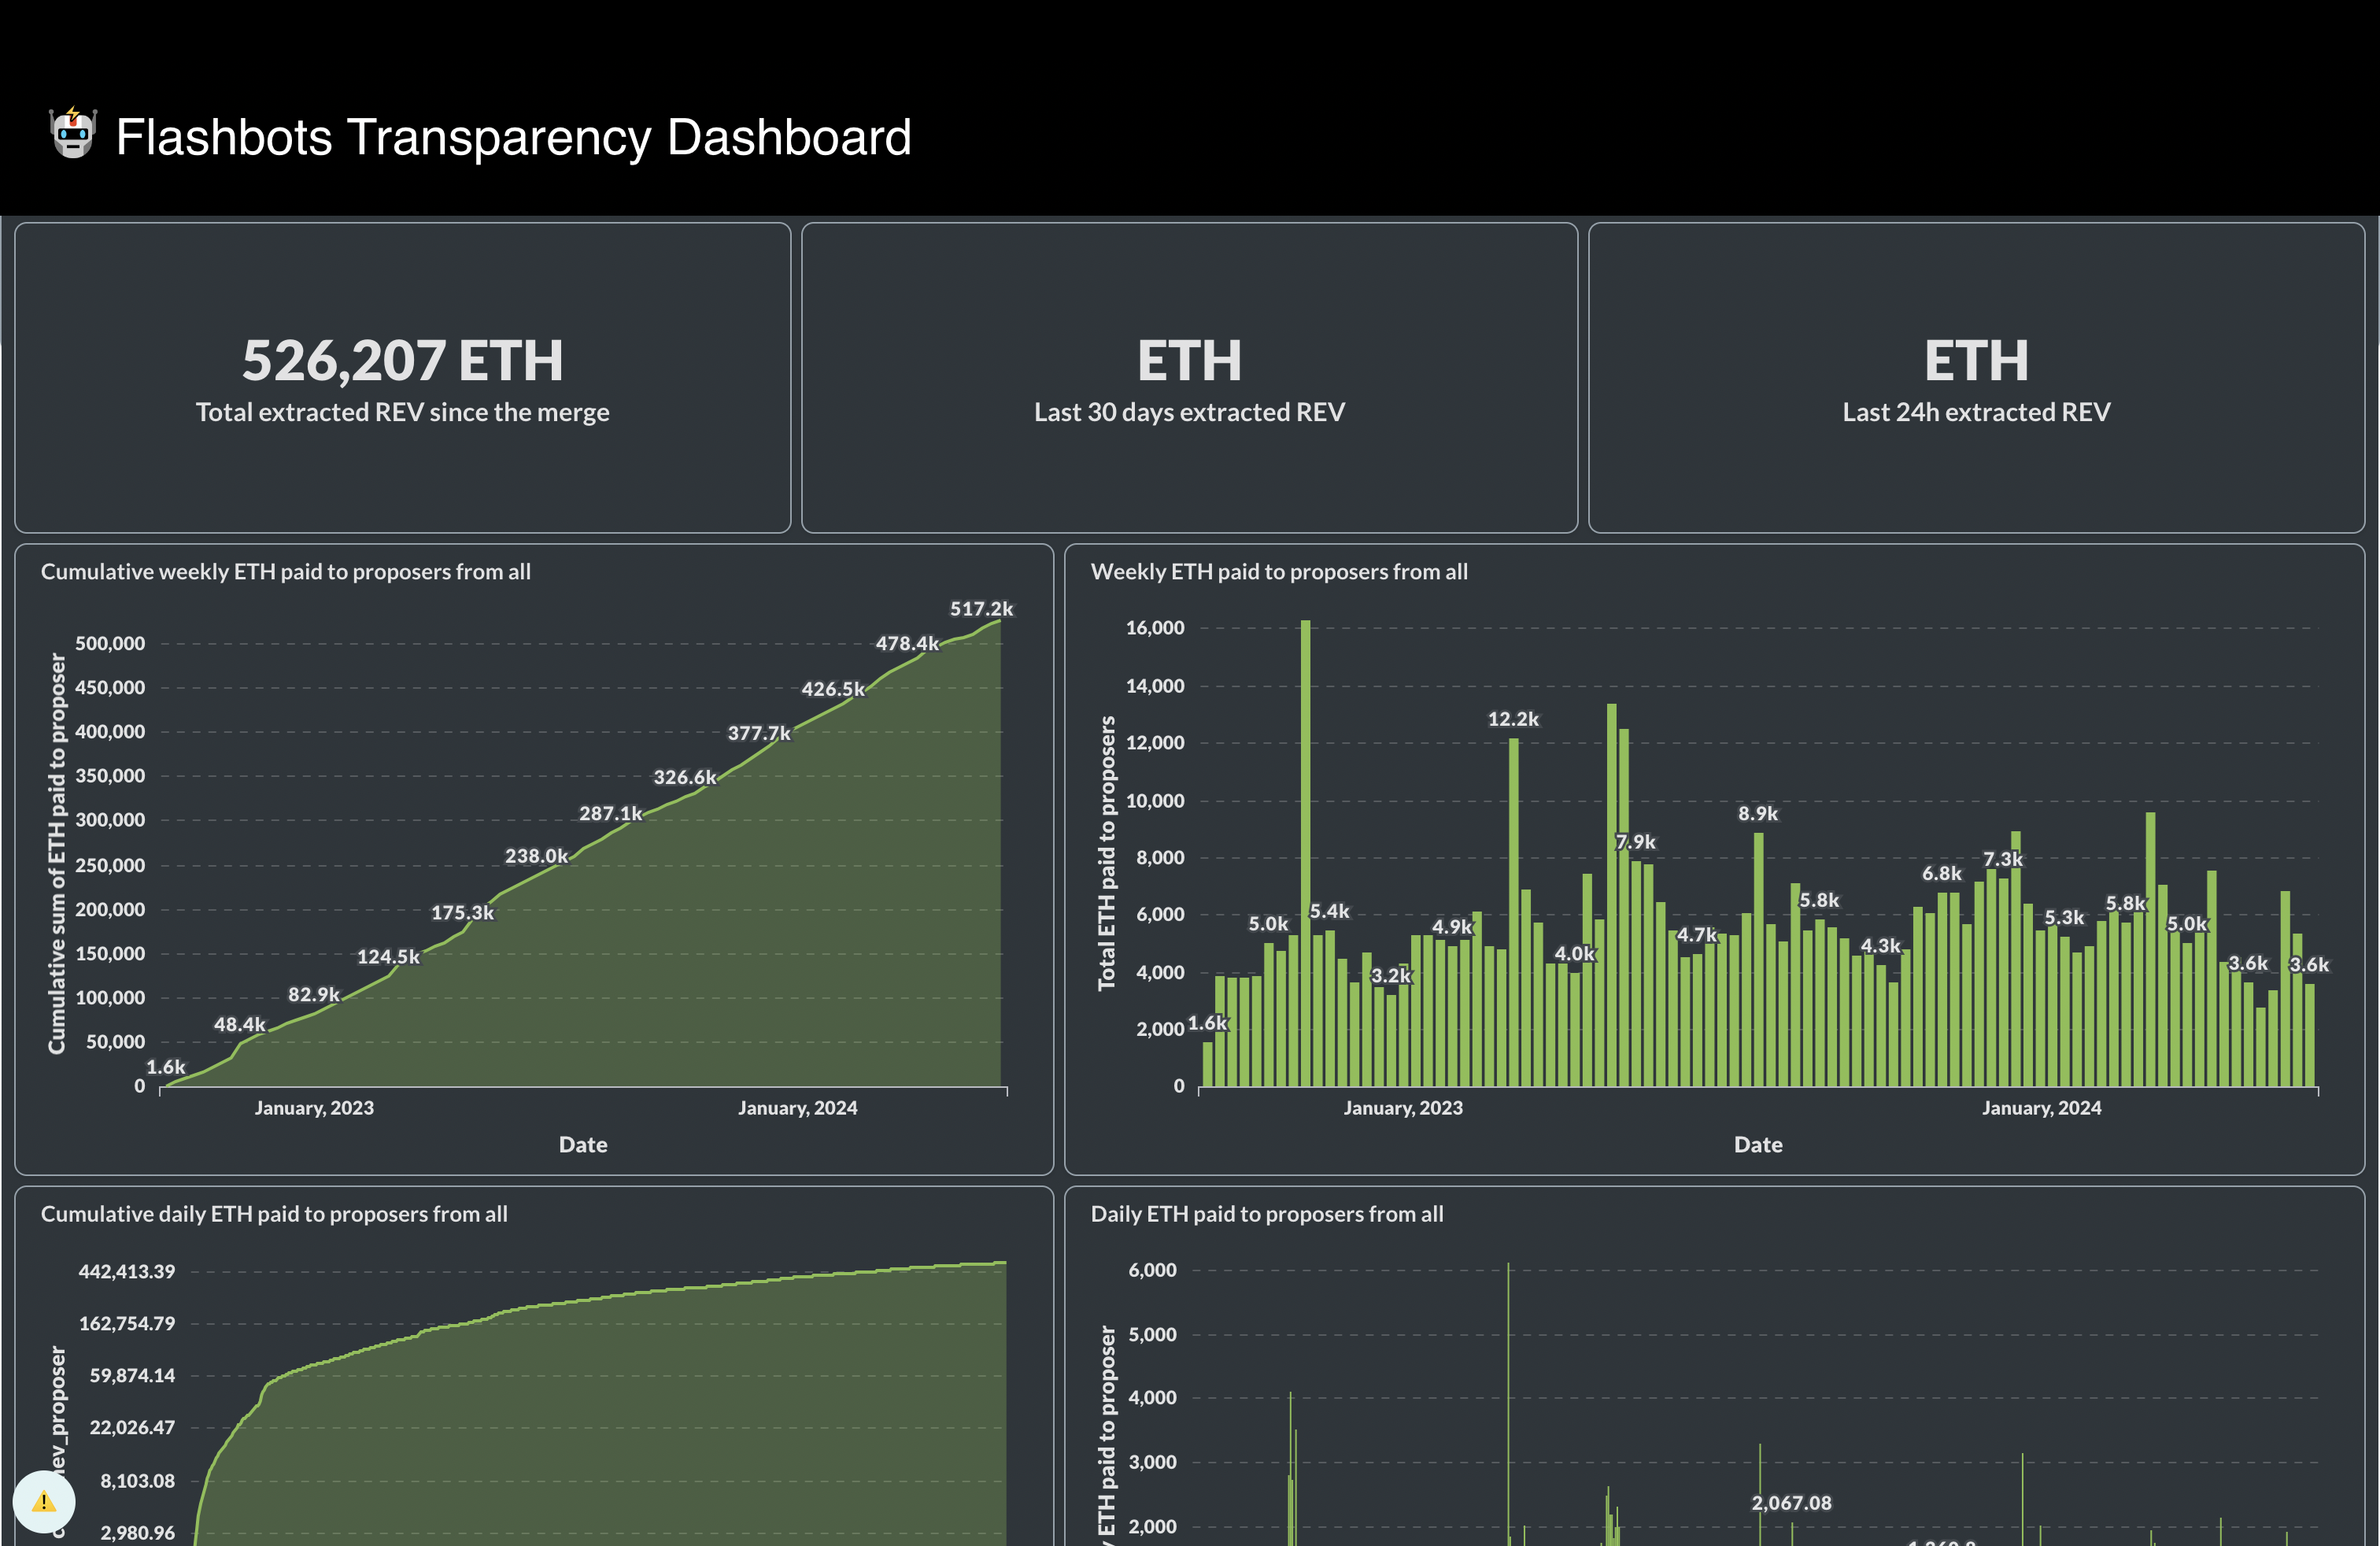 Flashbots Transparency Dashboard
526,207 ETH
Total extracted REV since the merge
ETH
Last 30 days extracted REV
ETH
Last 24h extracted REV
Cumulative weekly ETH paid to proposers from all
Cumulative sum of ETH paid to proposer
500,000
450,000
400,000
350,000
300,000
250,000
200,000
150,000
100,000
50,000
0
1.6k
48.4k
82.9k
124.5k
175.3k
238.0k
287.1k
326.6k
377.7k
426.5k
478.4k
517.2k
January, 2023
January, 2024
Date
Weekly ETH paid to proposers from all
Total ETH paid to proposers
16,000
14,000
12,000
10,000
8,000
6,000
4,000
2,000
0
1.6k
5.0k
5.4k
3.2k
4.9k
12.2k
4.0k
7.9k
4.7k
8.9k
5.8k
4.3k
6.8k
7.3k
5.3k
5.8k
5.0k
3.6k
3.6k
January, 2023
January, 2024
Date
Cumulative daily ETH paid to proposers from all
442,413.39
162,754.79
59,874.14
22,026.47
8,103.08
2,980.96
Daily ETH paid to proposers from all
ETH paid to proposer
6,000
5,000
4,000
3,000
2,000
2,067.08